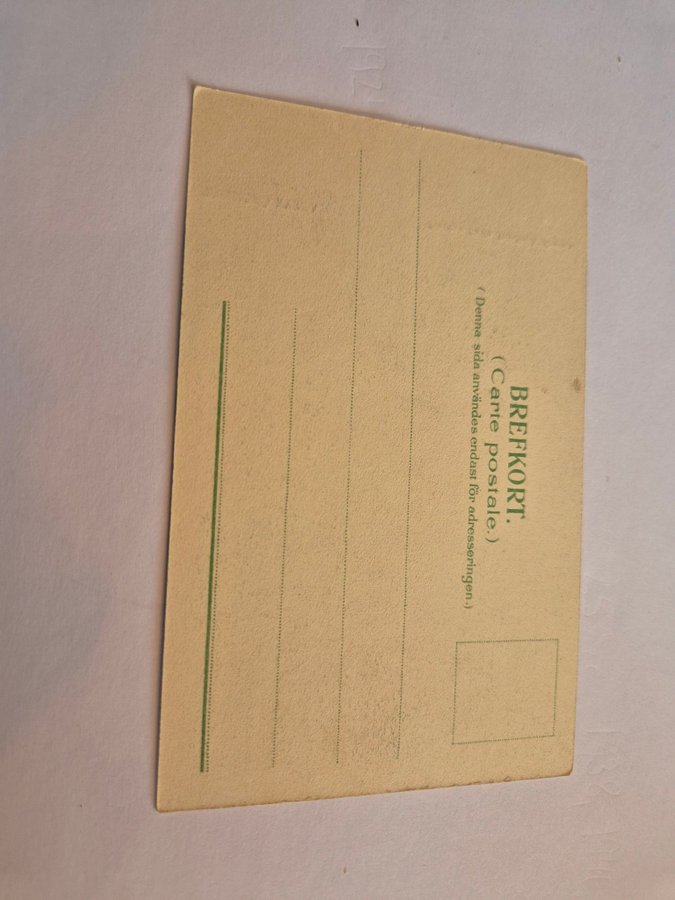 BREFKORT.
(Carte postale.)
(Denna sida användes endast för adresseringen.)